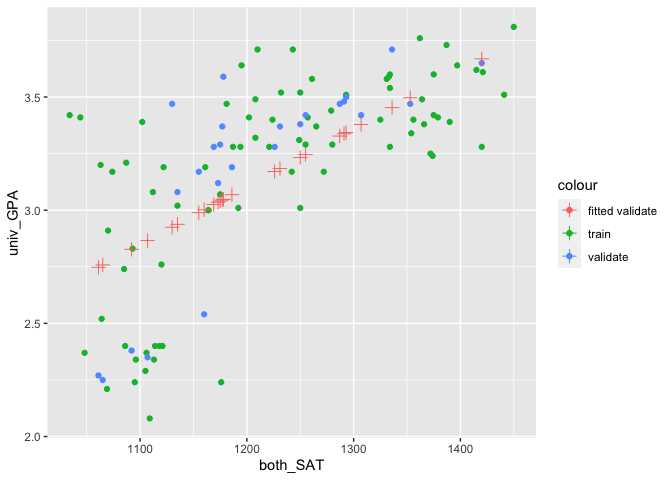 3.5
3.0
2.5
2.0
univ_GPA
1100
1200
1300
1400
both_SAT
colour
fitted validate
train
validate